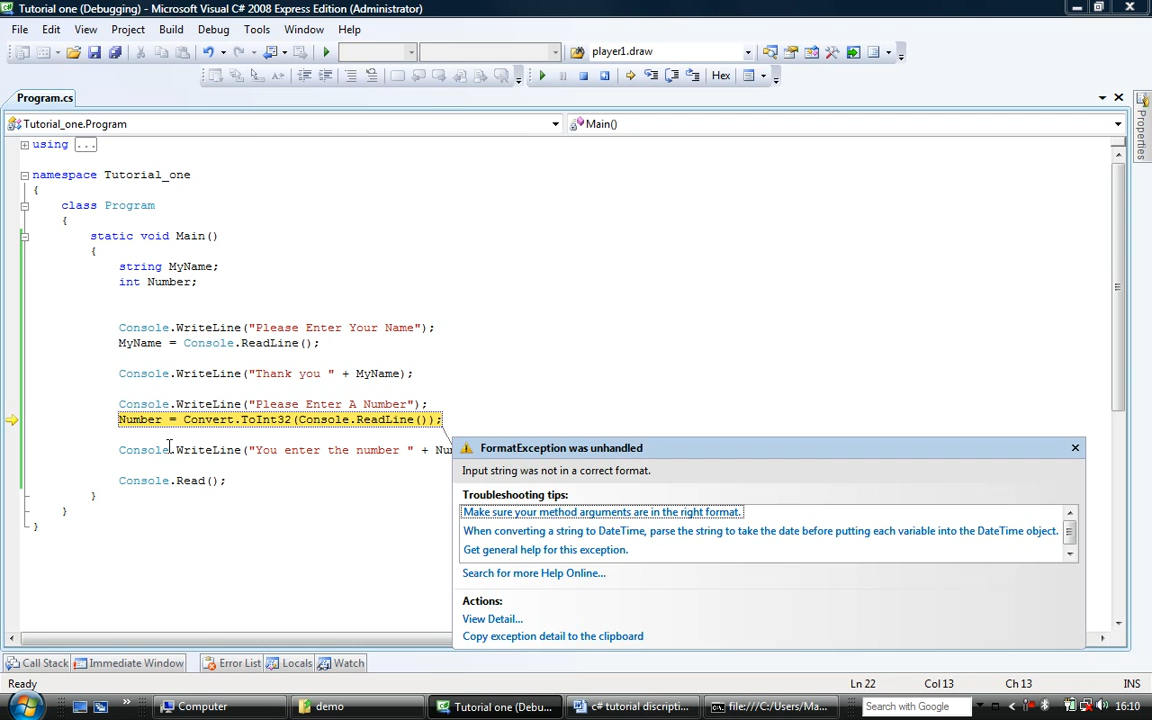 Tutorial one (Debugging) - Microsoft Visual C# 2008 Express Edition (Administrator)
File Edit View Project Build Debug Tools Window Help
player1.draw
Hex
Program.cs
Tutorial_one.Program
Main()
Properties
using ...
namespace Tutorial_one
{
class Program
{
static void Main()
{
string MyName;
int Number;
Console.WriteLine("Please Enter Your Name");
MyName = Console.ReadLine();
Console.WriteLine("Thank you " + MyName);
Console.WriteLine("Please Enter A Number");
Number = Convert.ToInt32(Console.ReadLine());
Console.WriteLine("You enter the number " + Num
Console.Read();
}
}
}
FormatException was unhandled
Input string was not in a correct format.
Troubleshooting tips:
Make sure your method arguments are in the right format.
When converting a string to DateTime, parse the string to take the date before putting each variable into the DateTime object.
Get general help for this exception.
Search for more Help Online...
Actions:
View Detail...
Copy exception detail to the clipboard
Call Stack Immediate Window Error List Locals Watch
Ready Ln 22 Col 13 Ch 13 INS
Computer demo Tutorial one (Debu... c# tutorial discripti... file:///C:/Users/Ma... Search with Google 16:10